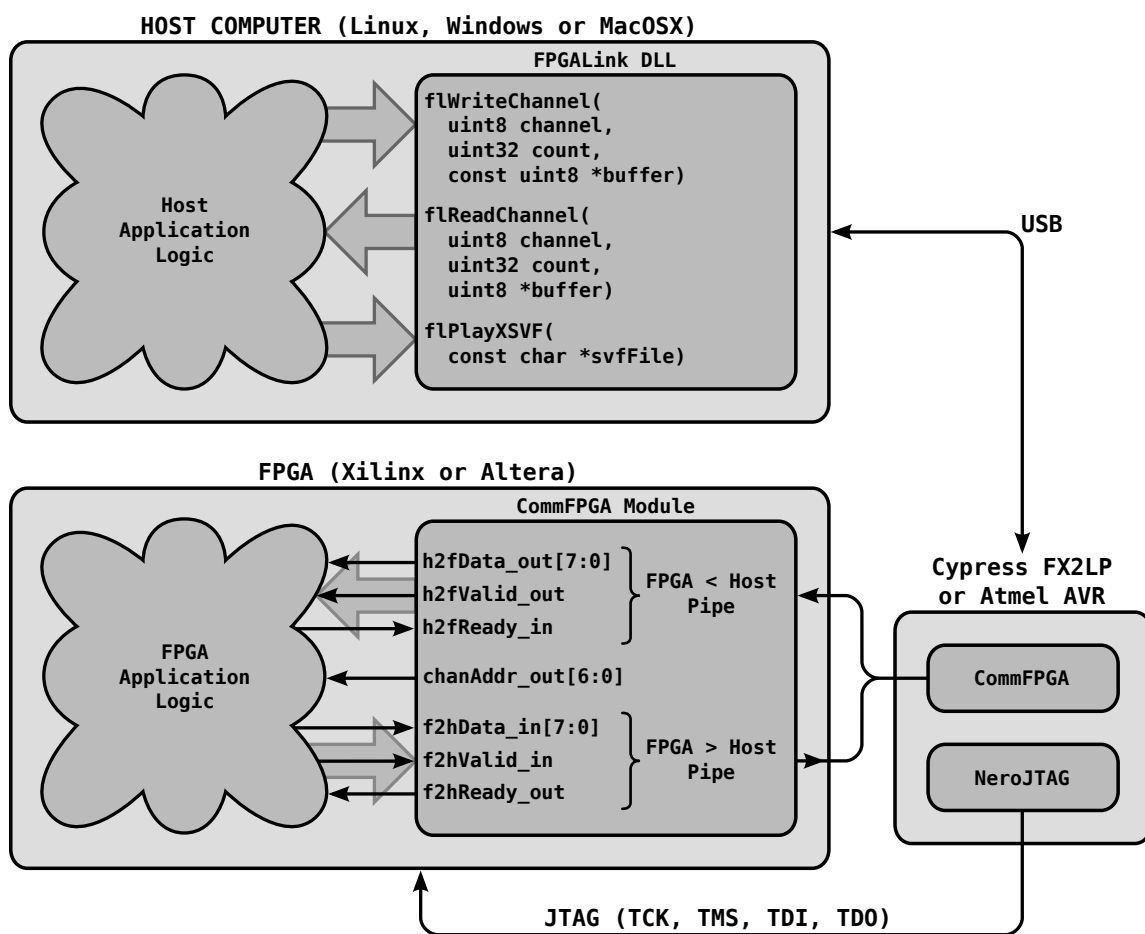 HOST COMPUTER (Linux, Windows or MacOSX)
FPGALink DLL
Host
Application
Logic
flWriteChannel(
uint8 channel,
uint32 count,
const uint8 *buffer)
flReadChannel(
uint8 channel,
uint32 count,
uint8 *buffer)
flPlayXSVF(
const char *svfFile)
USB
FPGA (Xilinx or Altera)
CommFPGA Module
FPGA
Application
Logic
h2fData_out[7:0]
h2fValid_out
h2fReady_in
FPGA < Host
Pipe
chanAddr_out[6:0]
f2hData_in[7:0]
f2hValid_in
f2hReady_out
FPGA > Host
Pipe
Cypress FX2LP
or Atmel AVR
CommFPGA
NeroJTAG
JTAG (TCK, TMS, TDI, TDO)